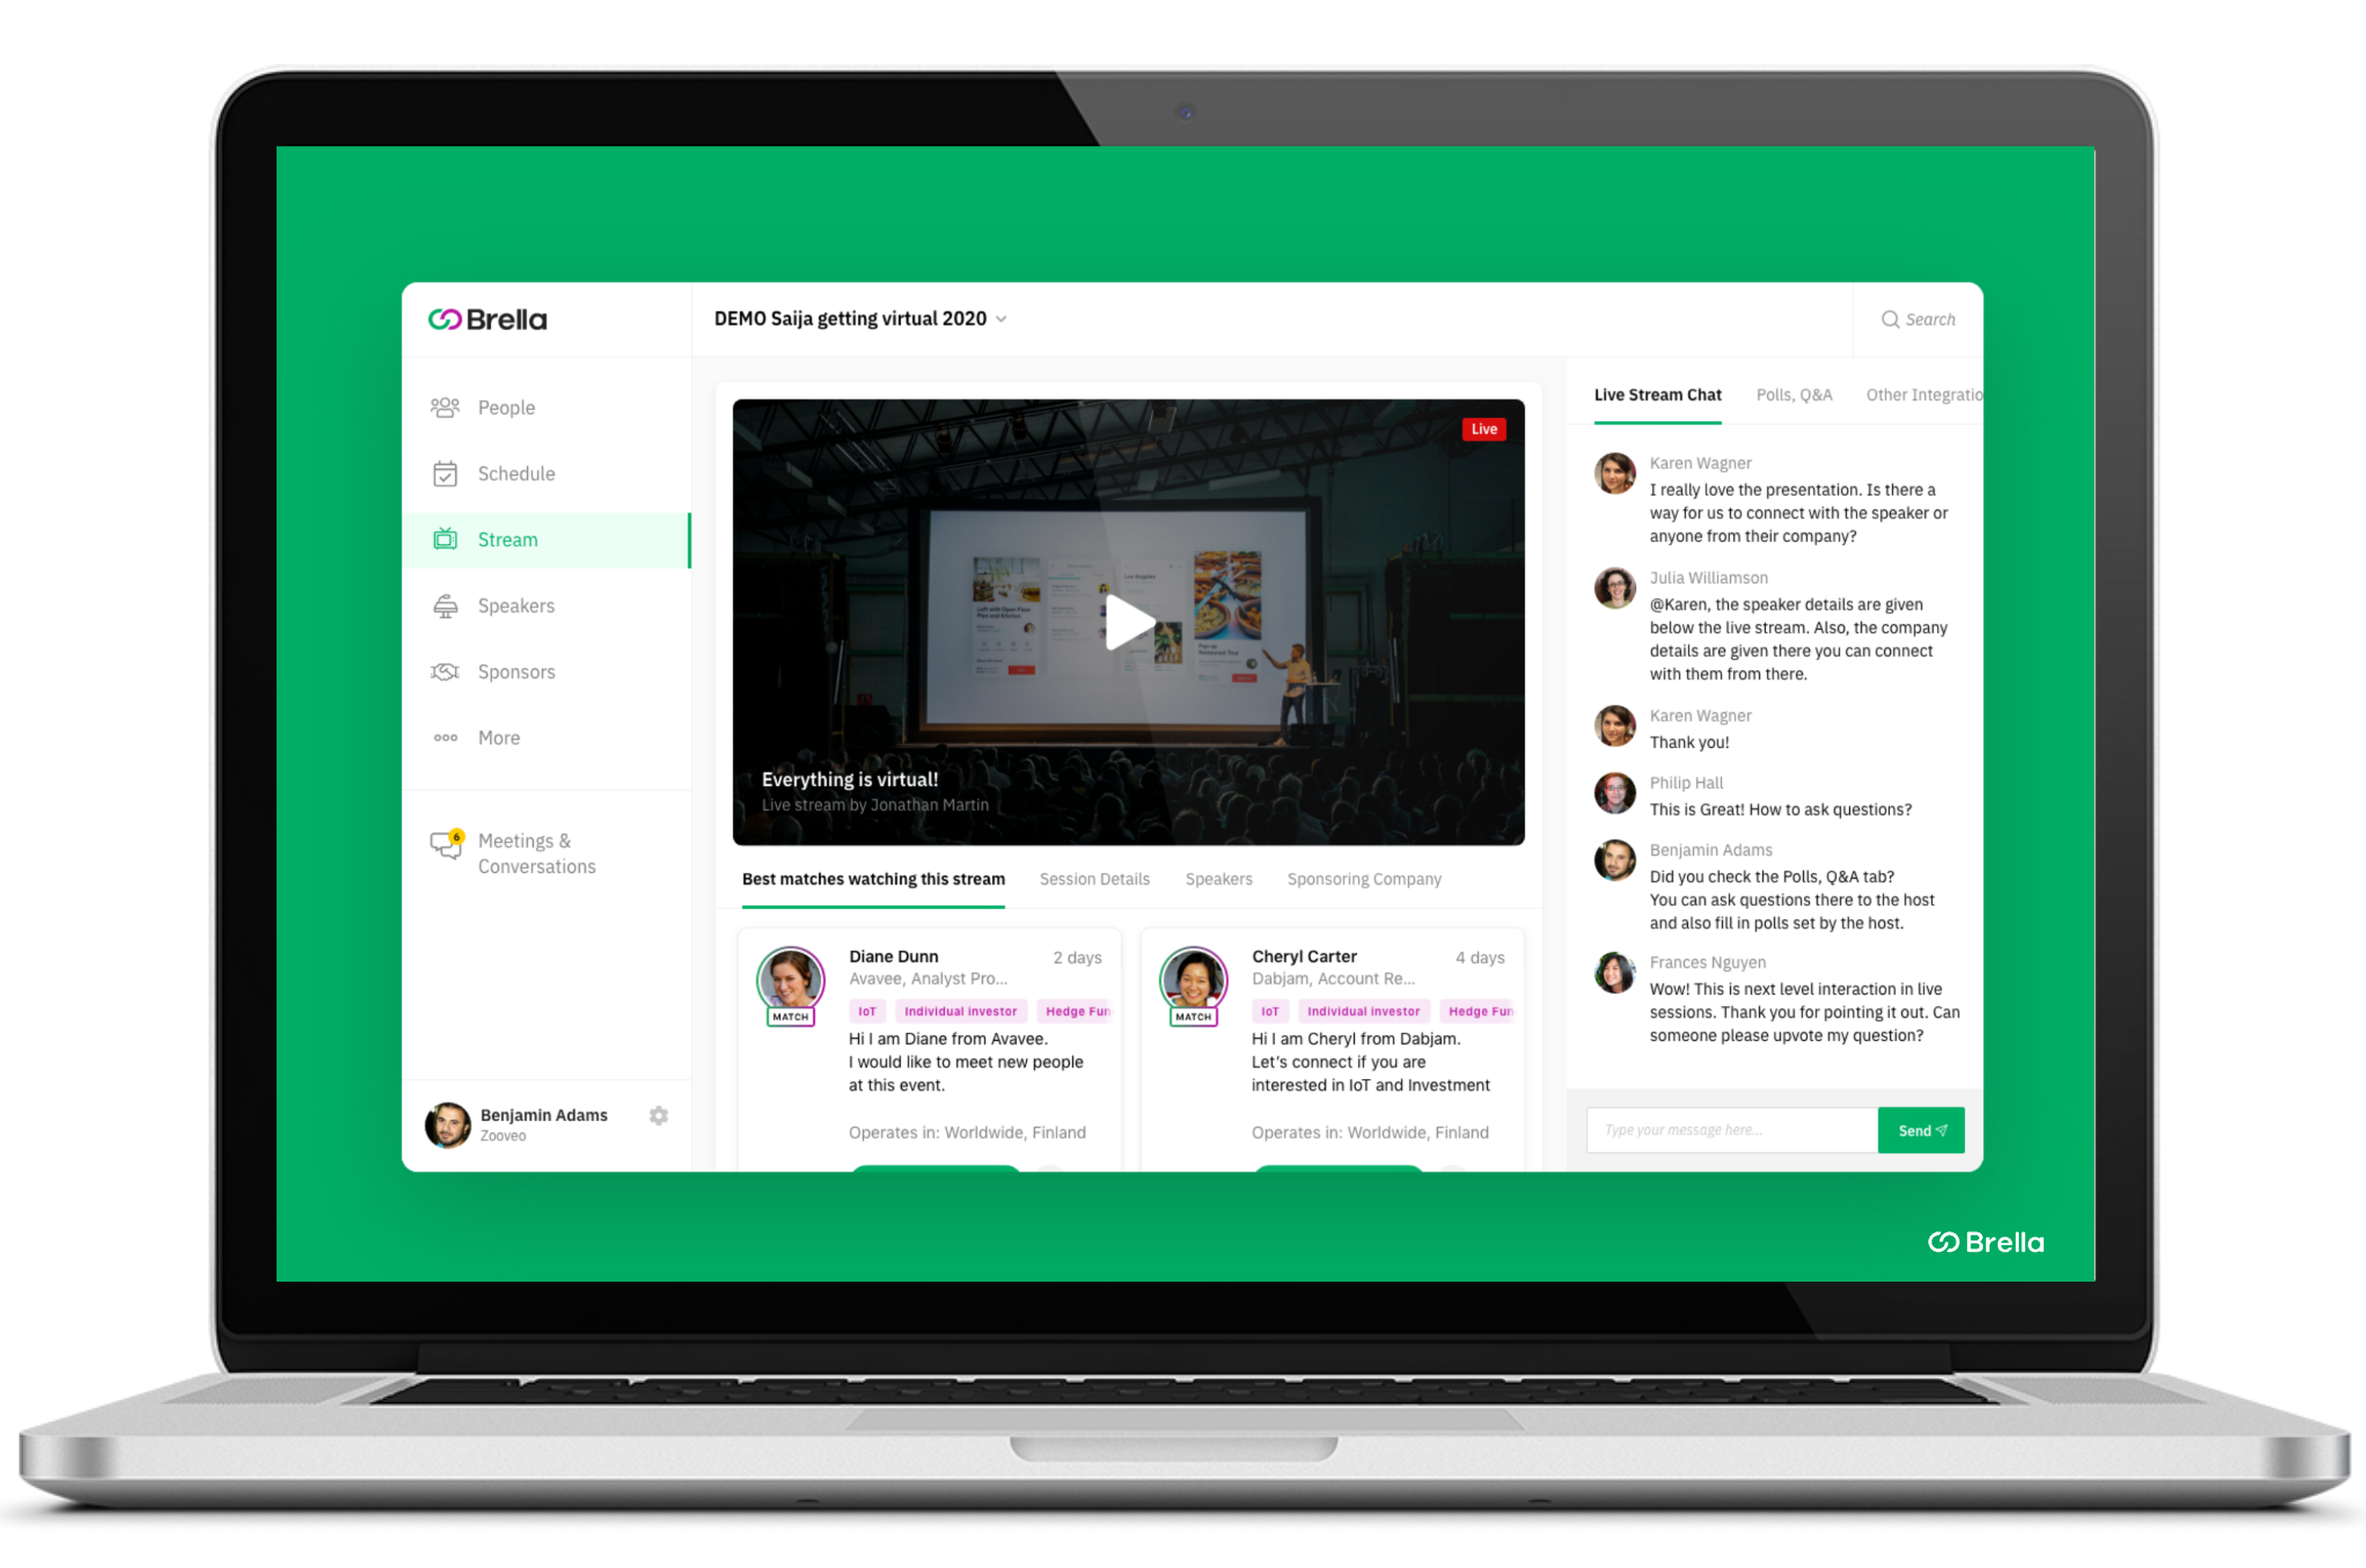 Brella
DEMO Saija getting virtual 2020
Search
People
Schedule
Stream
Speakers
Sponsors
More
6
Meetings &
Conversations
Benjamin Adams
Zooveo
Live
Everything is virtual!
Live stream by Jonathan Martin
Best matches watching this stream
Session Details
Speakers
Sponsoring Company
MATCH
Diane Dunn
2 days
Avavee, Analyst Pro...
IoT
Individual investor
Hedge Fun
Hi I am Diane from Avavee.
I would like to meet new people
at this event.
Operates in: Worldwide, Finland
MATCH
Cheryl Carter
4 days
Dabjam, Account Re...
IoT
Individual investor
Hedge Fun
Hi I am Cheryl from Dabjam.
Let's connect if you are
interested in IoT and Investment
Operates in: Worldwide, Finland
Live Stream Chat
Polls, Q&A
Other Integratio
Karen Wagner
I really love the presentation. Is there a
way for us to connect with the speaker or
anyone from their company?
Julia Williamson
@Karen, the speaker details are given
below the live stream. Also, the company
details are given there you can connect
with them from there.
Karen Wagner
Thank you!
Philip Hall
This is Great! How to ask questions?
Benjamin Adams
Did you check the Polls, Q&A tab?
You can ask questions there to the host
and also fill in polls set by the host.
Frances Nguyen
Wow! This is next level interaction in live
sessions. Thank you for pointing it out. Can
someone please upvote my question?
Type your message here...
Send
Brella